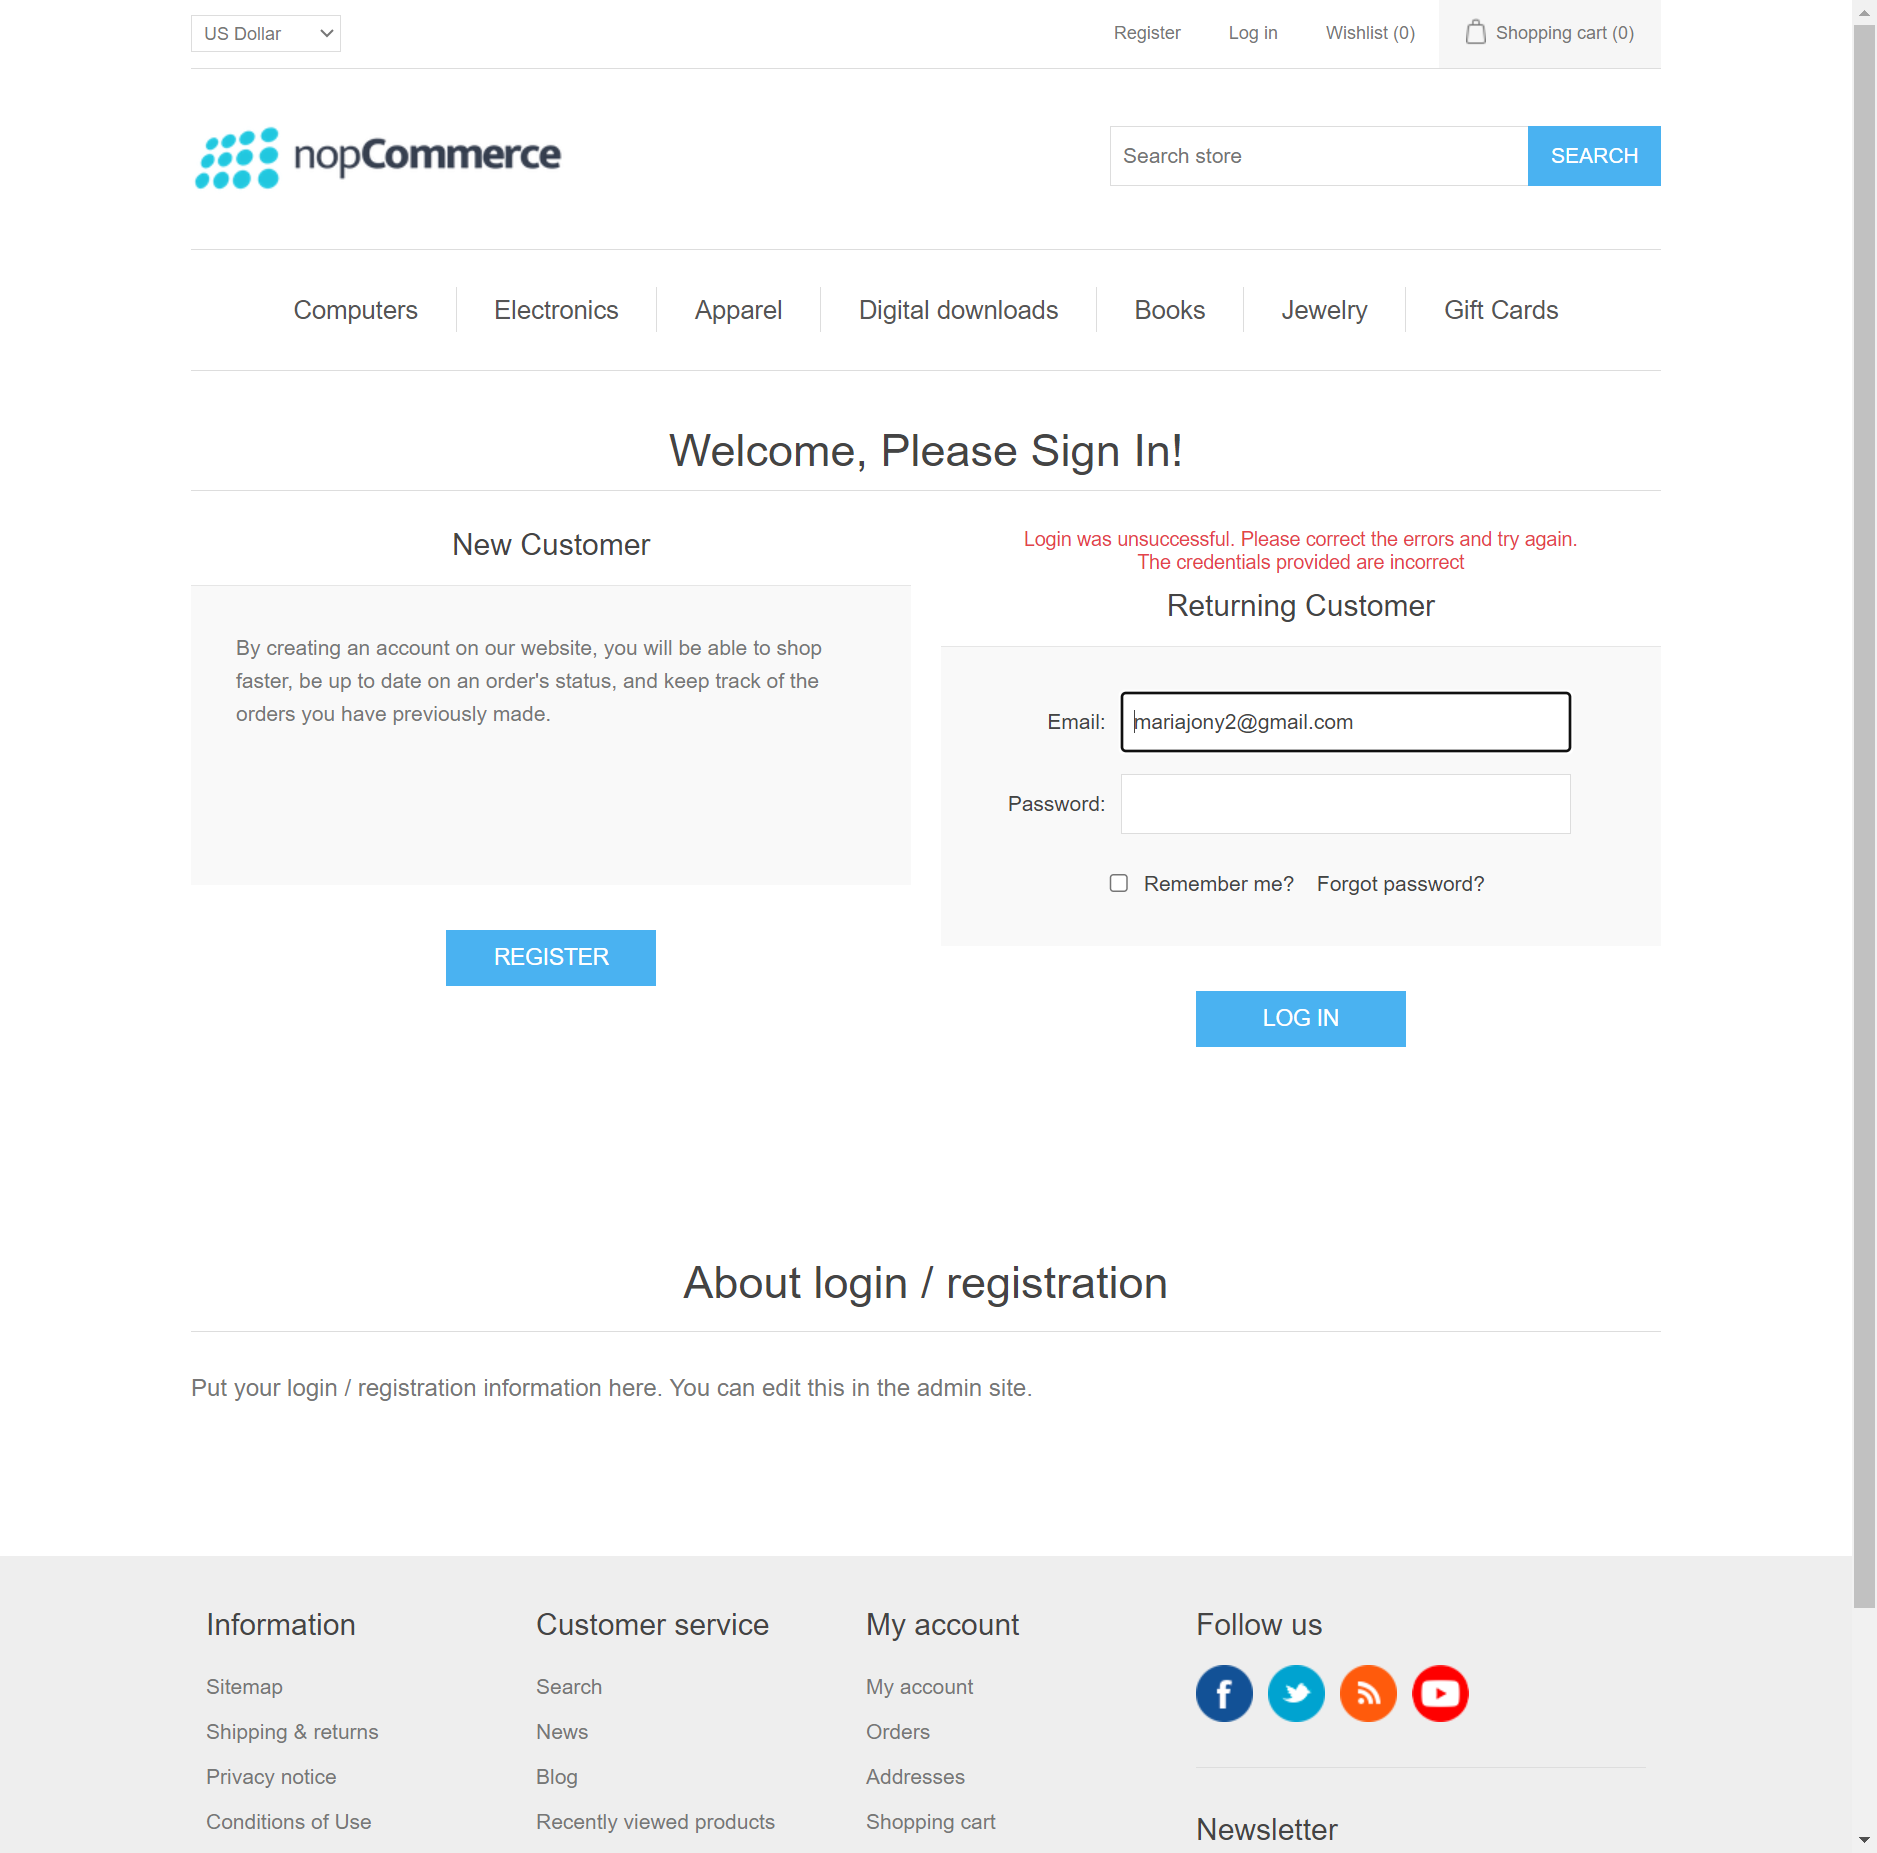 US Dollar
Register Log in Wishlist (0) Shopping cart (0)
nopCommerce
Search store SEARCH
Computers Electronics Apparel Digital downloads Books Jewelry Gift Cards
Welcome, Please Sign In!
New Customer
By creating an account on our website, you will be able to shop
faster, be up to date on an order's status, and keep track of the
orders you have previously made.
REGISTER
Login was unsuccessful. Please correct the errors and try again.
The credentials provided are incorrect
Returning Customer
Email: mariajony2@gmail.com
Password:
Remember me? Forgot password?
LOG IN
About login / registration
Put your login / registration information here. You can edit this in the admin site.
Information
Sitemap
Shipping & returns
Privacy notice
Conditions of Use
Customer service
Search
News
Blog
Recently viewed products
My account
My account
Orders
Addresses
Shopping cart
Follow us
Newsletter